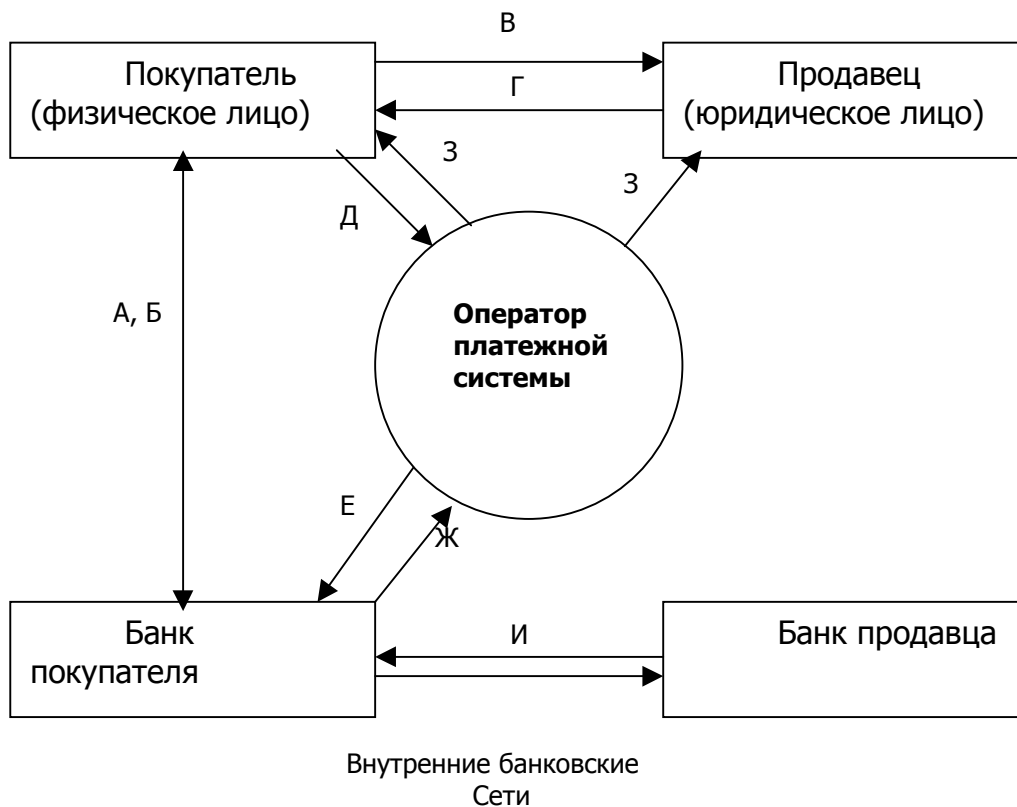 В
Покупатель
(физическое лицо)
Г
Продавец
(юридическое лицо)
З
З
Д
А, Б
Оператор
платежной
системы
Е
Ж
Банк
покупателя
И
Банк продавца
Внутренние банковские
Сети